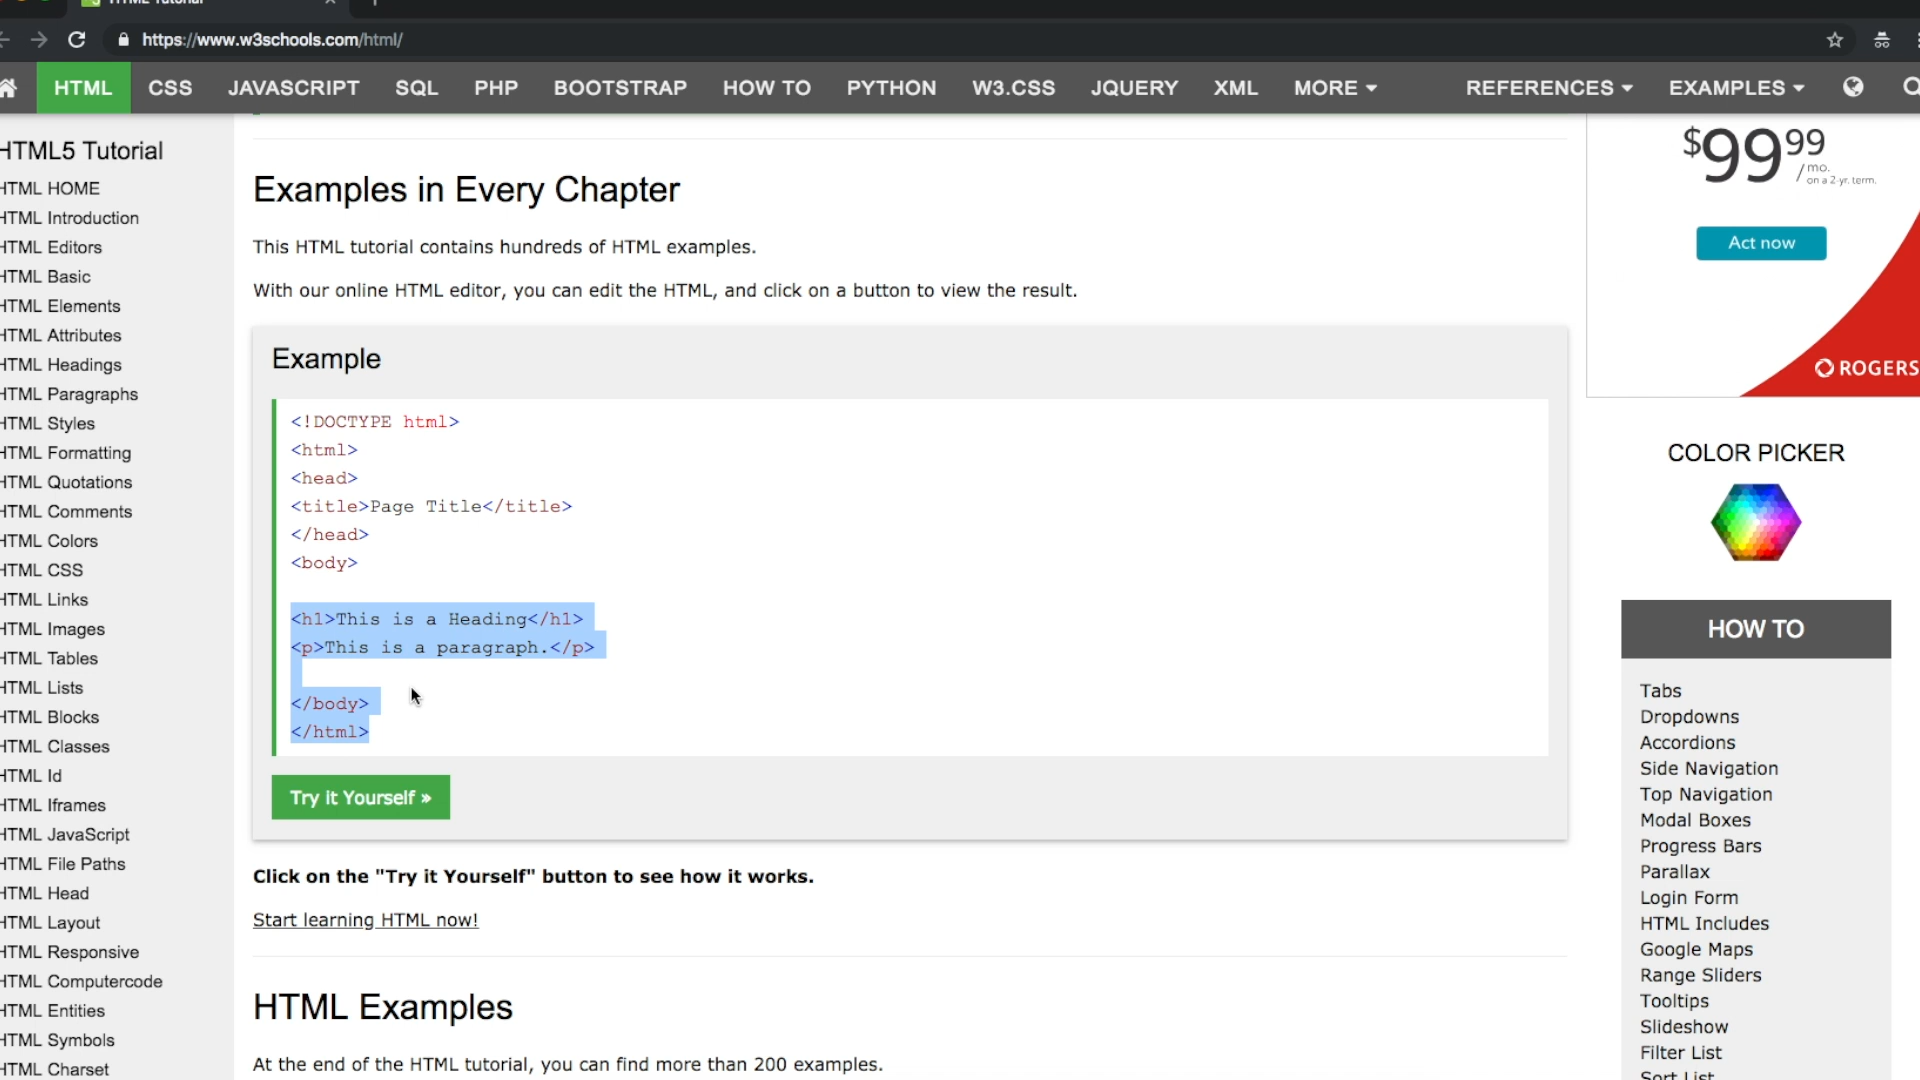 https://www.w3schools.com/html/
HTML CSS JAVASCRIPT SQL PHP BOOTSTRAP HOW TO PYTHON W3.CSS JQUERY XML MORE REFERENCES EXAMPLES
HTML5 Tutorial
HTML HOME
HTML Introduction
HTML Editors
HTML Basic
HTML Elements
HTML Attributes
HTML Headings
HTML Paragraphs
HTML Styles
HTML Formatting
HTML Quotations
HTML Comments
HTML Colors
HTML CSS
HTML Links
HTML Images
HTML Tables
HTML Lists
HTML Blocks
HTML Classes
HTML Id
HTML Iframes
HTML JavaScript
HTML File Paths
HTML Head
HTML Layout
HTML Responsive
HTML Computercode
HTML Entities
HTML Symbols
HTML Charset
Examples in Every Chapter
This HTML tutorial contains hundreds of HTML examples.
With our online HTML editor, you can edit the HTML, and click on a button to view the result.
Example
<!DOCTYPE html>
<html>
<head>
<title>Page Title</title>
</head>
<body>
<h1>This is a Heading</h1>
<p>This is a paragraph.</p>
</body>
</html>
Try it Yourself »
Click on the "Try it Yourself" button to see how it works.
Start learning HTML now!
HTML Examples
At the end of the HTML tutorial, you can find more than 200 examples.
$99 99
/mo.
on a 2 yr. term.
Act now
ROGERS
COLOR PICKER
HOW TO
Tabs
Dropdowns
Accordions
Side Navigation
Top Navigation
Modal Boxes
Progress Bars
Parallax
Login Form
HTML Includes
Google Maps
Range Sliders
Tooltips
Slideshow
Filter List
Sort List